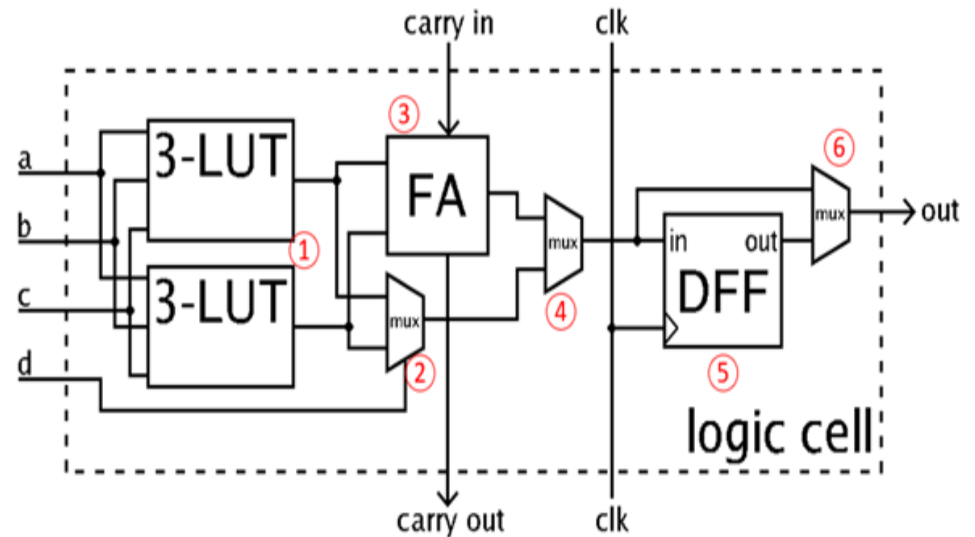 carry in
clk
a
b
c
d
3-LUT
①
3-LUT
③
FA
mux
②
mux
④
in
out
DFF
⑤
⑥
mux
out
logic cell
carry out
clk